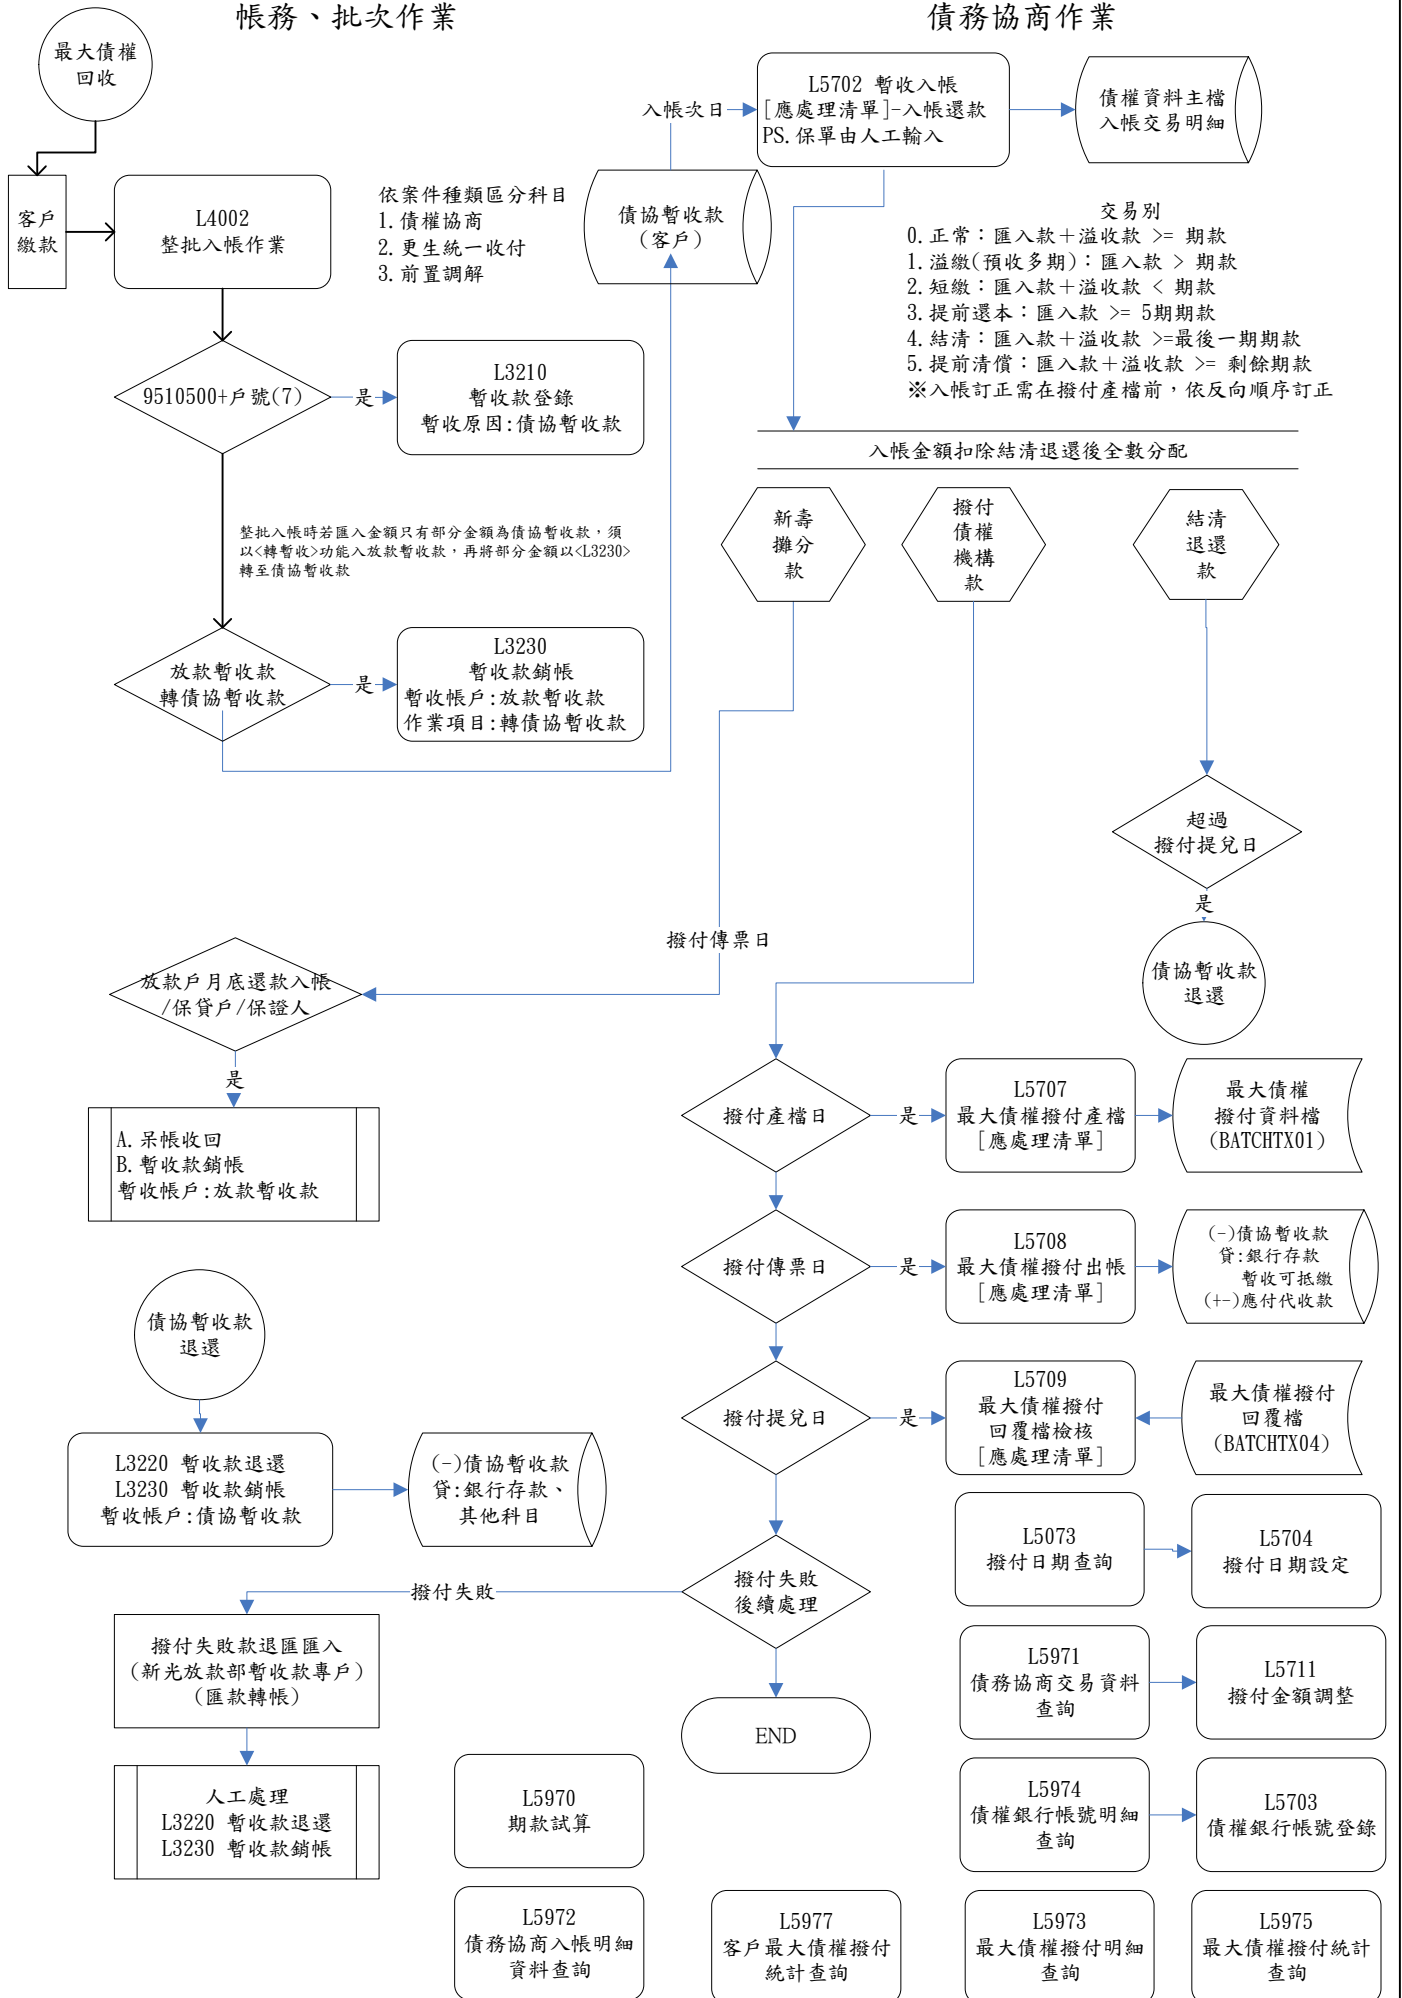 帳務、批次作業
債務協商作業
最大債權
回收
客戶
繳款
L4002
整批入帳作業
依案件種類區分科目
1.債權協商
2.更生統一收付
3.前置調解
債協暫收款
(客戶)
入帳次日
L5702 暫收入帳
[應處理清單]-入帳還款
PS.保單由人工輸入
債權資料主檔
入帳交易明細
交易別
0.正常：匯入款＋溢收款 >= 期款
1.溢繳(預收多期)：匯入款 > 期款
2.短繳：匯入款＋溢收款 < 期款
3.提前還本：匯入款 >= 5期期款
4.結清：匯入款＋溢收款 >=最後一期期款
5.提前清償：匯入款＋溢收款 >= 剩餘期款
※入帳訂正需在撥付產檔前，依反向順序訂正
9510500+戶號(7)
是
L3210
暫收款登錄
暫收原因:債協暫收款
入帳金額扣除結清退還後全數分配
整批入帳時若匯入金額只有部分金額為債協暫收款，須
以<轉暫收>功能入放款暫收款，再將部分金額以<L3230>
轉至債協暫收款
新壽
攤分
款
撥付
債權
機構
款
結清
退還
款
放款暫收款
轉債協暫收款
是
L3230
暫收款銷帳
暫收帳戶:放款暫收款
作業項目:轉債協暫收款
超過
撥付提兌日
是
債協暫收款
退還
撥付傳票日
放款戶月底還款入帳
/保貸戶/保證人
是
A.呆帳收回
B.暫收款銷帳
暫收帳戶:放款暫收款
撥付產檔日
是
L5707
最大債權撥付產檔
[應處理清單]
最大債權
撥付資料檔
(BATCHTX01)
撥付傳票日
是
L5708
最大債權撥付出帳
[應處理清單]
(-)債協暫收款
貸:銀行存款
暫收可抵繳
(+-)應付代收款
債協暫收款
退還
撥付提兌日
是
L5709
最大債權撥付
回覆檔檢核
[應處理清單]
最大債權撥付
回覆檔
(BATCHTX04)
L3220 暫收款退還
L3230 暫收款銷帳
暫收帳戶:債協暫收款
(-)債協暫收款
貸:銀行存款、
其他科目
L5073
撥付日期查詢
L5704
撥付日期設定
撥付失敗
後續處理
撥付失敗
撥付失敗款退匯匯入
(新光放款部暫收款專戶)
(匯款轉帳)
L5971
債務協商交易資料
查詢
L5711
撥付金額調整
END
人工處理
L3220 暫收款退還
L3230 暫收款銷帳
L5970
期款試算
L5974
債權銀行帳號明細
查詢
L5703
債權銀行帳號登錄
L5972
債務協商入帳明細
資料查詢
L5977
客戶最大債權撥付
統計查詢
L5973
最大債權撥付明細
查詢
L5975
最大債權撥付統計
查詢